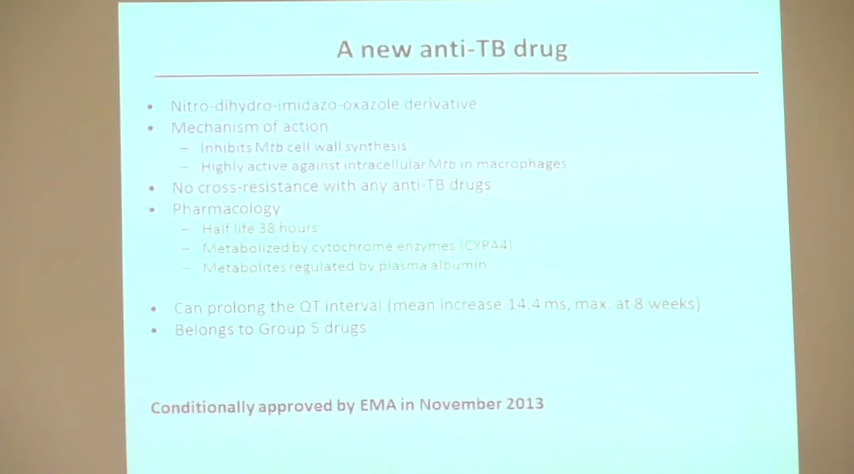 A new anti-TB drug
• Nitro-dihydro-imidazo-oxazole derivative
• Mechanism of action
– Inhibits Mtb cell wall synthesis
– Highly active against intracellular Mtb in macrophages
• No cross-resistance with any anti-TB drugs
• Pharmacology
– Half life 38 hours
– Metabolized by cytochrome enzymes (CYPA4)
– Metabolites regulated by plasma albumin
• Can prolong the QT interval (mean increase 14.4 ms, max. at 8 weeks)
• Belongs to Group 5 drugs
Conditionally approved by EMA in November 2013